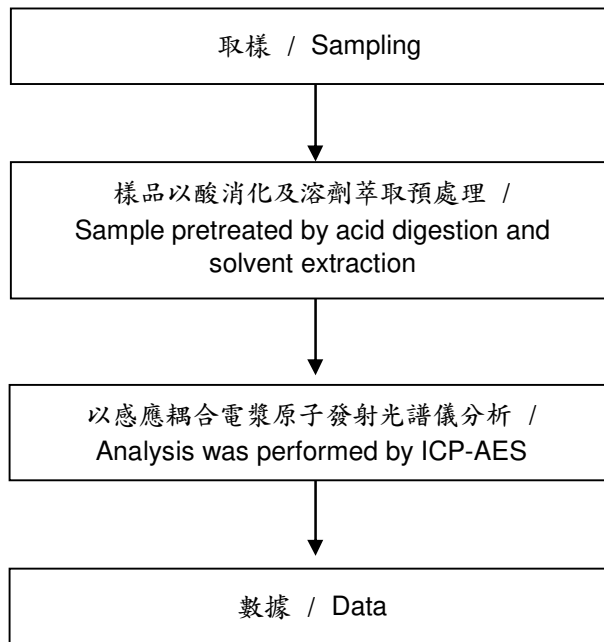 取樣 / Sampling
樣品以酸消化及溶劑萃取預處理 /
Sample pretreated by acid digestion and
solvent extraction
以感應耦合電漿原子發射光譜儀分析 /
Analysis was performed by ICP-AES
數據 / Data